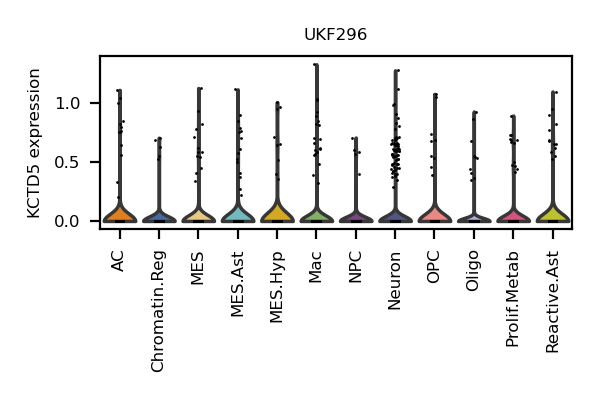 UKF296
KCTD5 expression
1.0
0.5
0.0
AC
Chromatin.Reg
MES
MES.Ast
MES.Hyp
Mac
NPC
Neuron
OPC
Oligo
Prolif.Metab
Reactive.Ast